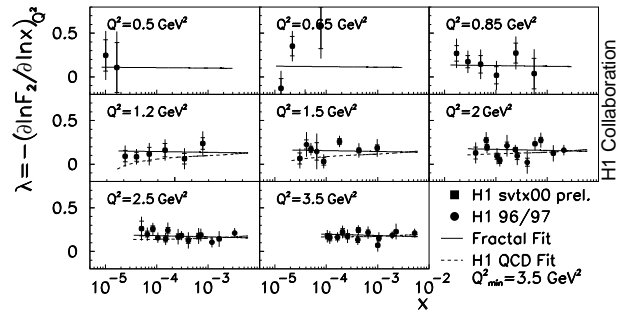 Q²=0.5 GeV²
Q²=0.65 GeV²
Q²=0.85 GeV²
0.5
0
Q²=1.2 GeV²
Q²=1.5 GeV²
Q²=2 GeV²
0.5
0
Q²=2.5 GeV²
Q²=3.5 GeV²
0.5
0
10⁻⁵ 10⁻⁴ 10⁻³
10⁻⁵ 10⁻⁴ 10⁻³ 10⁻²
x
λ=−(∂lnF₂/∂lnx)Q²
H1 Collaboration
H1 svtx00 prel.
H1 96/97
Fractal Fit
H1 QCD Fit
Q²min=3.5 GeV²